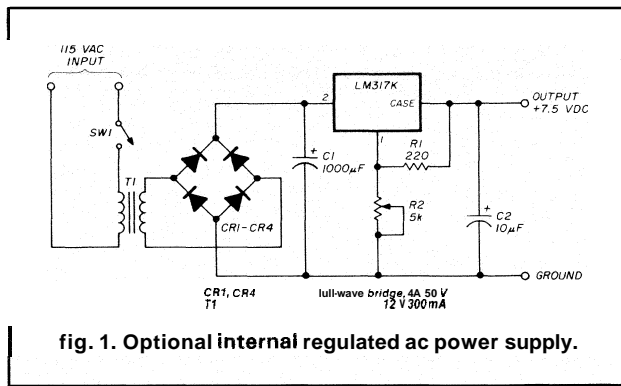 115 VAC
INPUT
SW1
T1
CR1-CR4
C1
1000µF
2
LM317K
CASE
1
R1
220
R2
5k
C2
10µF
OUTPUT
+7.5 VDC
GROUND
CR1, CR4 lull-wave bridge, 4A 50 V
T1 12 V 300mA
fig. 1. Optional internal regulated ac power supply.